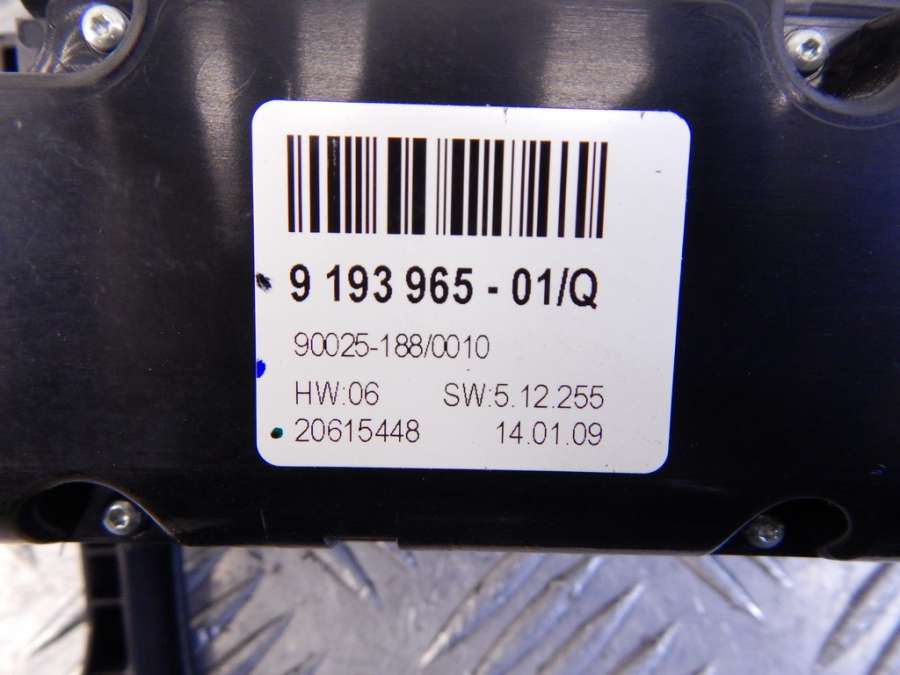 9 193 965 - 01/Q
90025-188/0010
HW:06 SW:5.12.255
20615448 14.01.09